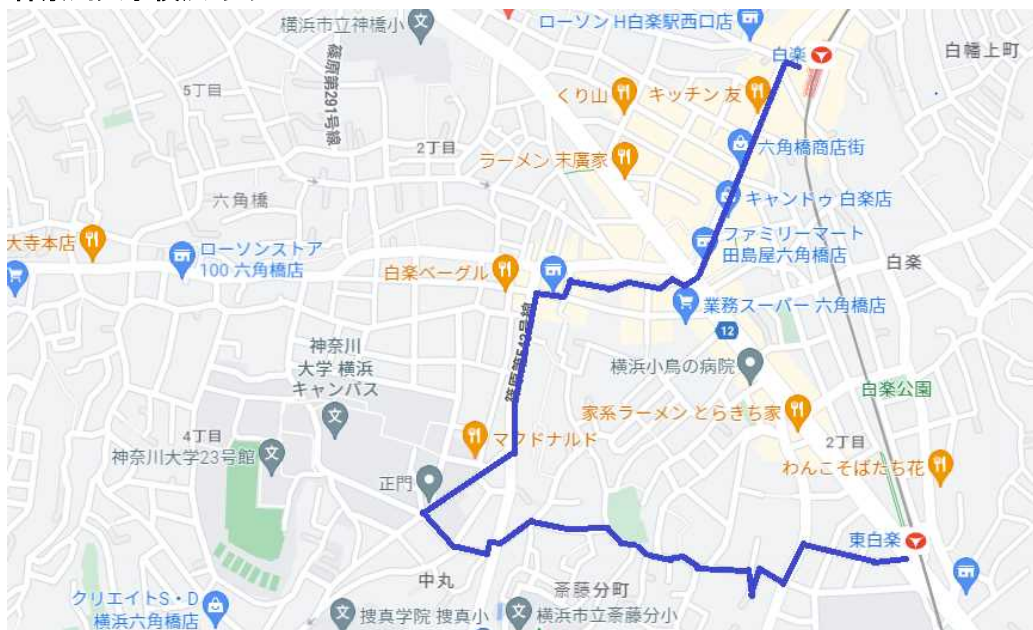 横浜市立神橋小
ローソン H白楽駅西口店
白楽
白幡上町
篠原第291号線
5丁目
くり山
キッチン 友
2丁目
ラーメン 末廣家
六角橋商店街
六角橋
キャンドゥ 白楽店
大寺本店
ローソンストア
100 六角橋店
ファミリーマート
田島屋六角橋店
白楽ベーグル
白楽
業務スーパー 六角橋店
12
神奈川
大学 横浜
キャンパス
横浜小鳥の病院
白楽公園
家系ラーメン とらきち家
4丁目
マクドナルド
2丁目
神奈川大学23号館
わんこそばたち花
正門
東白楽
中丸
斎藤分町
クリエイトS・D
横浜六角橋店
捜真学院 捜真小
横浜市立斎藤分小